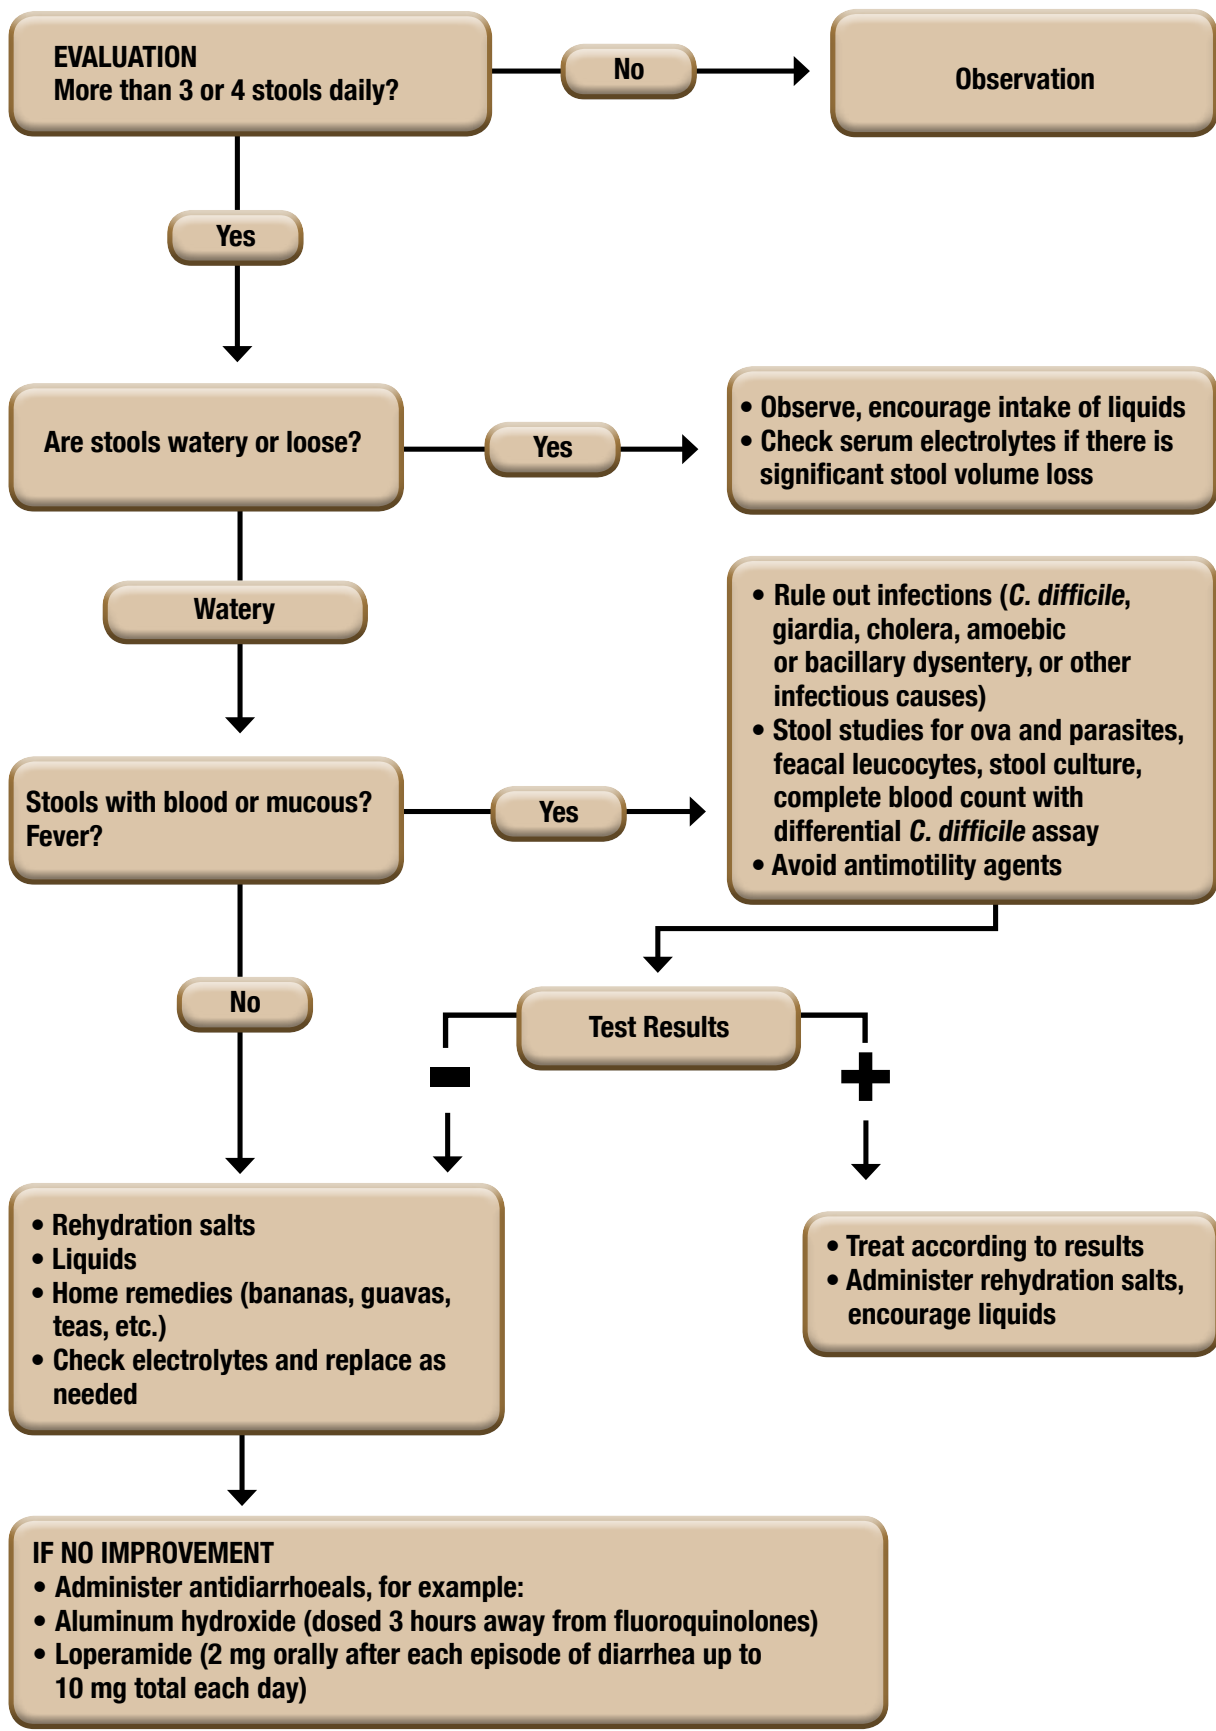 EVALUATION
More than 3 or 4 stools daily?
No
Observation
Yes
Are stools watery or loose?
Yes
• Observe, encourage intake of liquids
• Check serum electrolytes if there is
significant stool volume loss
Watery
Stools with blood or mucous?
Fever?
Yes
• Rule out infections (C. difficile,
giardia, cholera, amoebic
or bacillary dysentery, or other
infectious causes)
• Stool studies for ova and parasites,
feacal leucocytes, stool culture,
complete blood count with
differential C. difficile assay
• Avoid antimotility agents
No
Test Results
• Rehydration salts
• Liquids
• Home remedies (bananas, guavas,
teas, etc.)
• Check electrolytes and replace as
needed
• Treat according to results
• Administer rehydration salts,
encourage liquids
IF NO IMPROVEMENT
• Administer antidiarrhoeals, for example:
• Aluminum hydroxide (dosed 3 hours away from fluoroquinolones)
• Loperamide (2 mg orally after each episode of diarrhea up to
10 mg total each day)